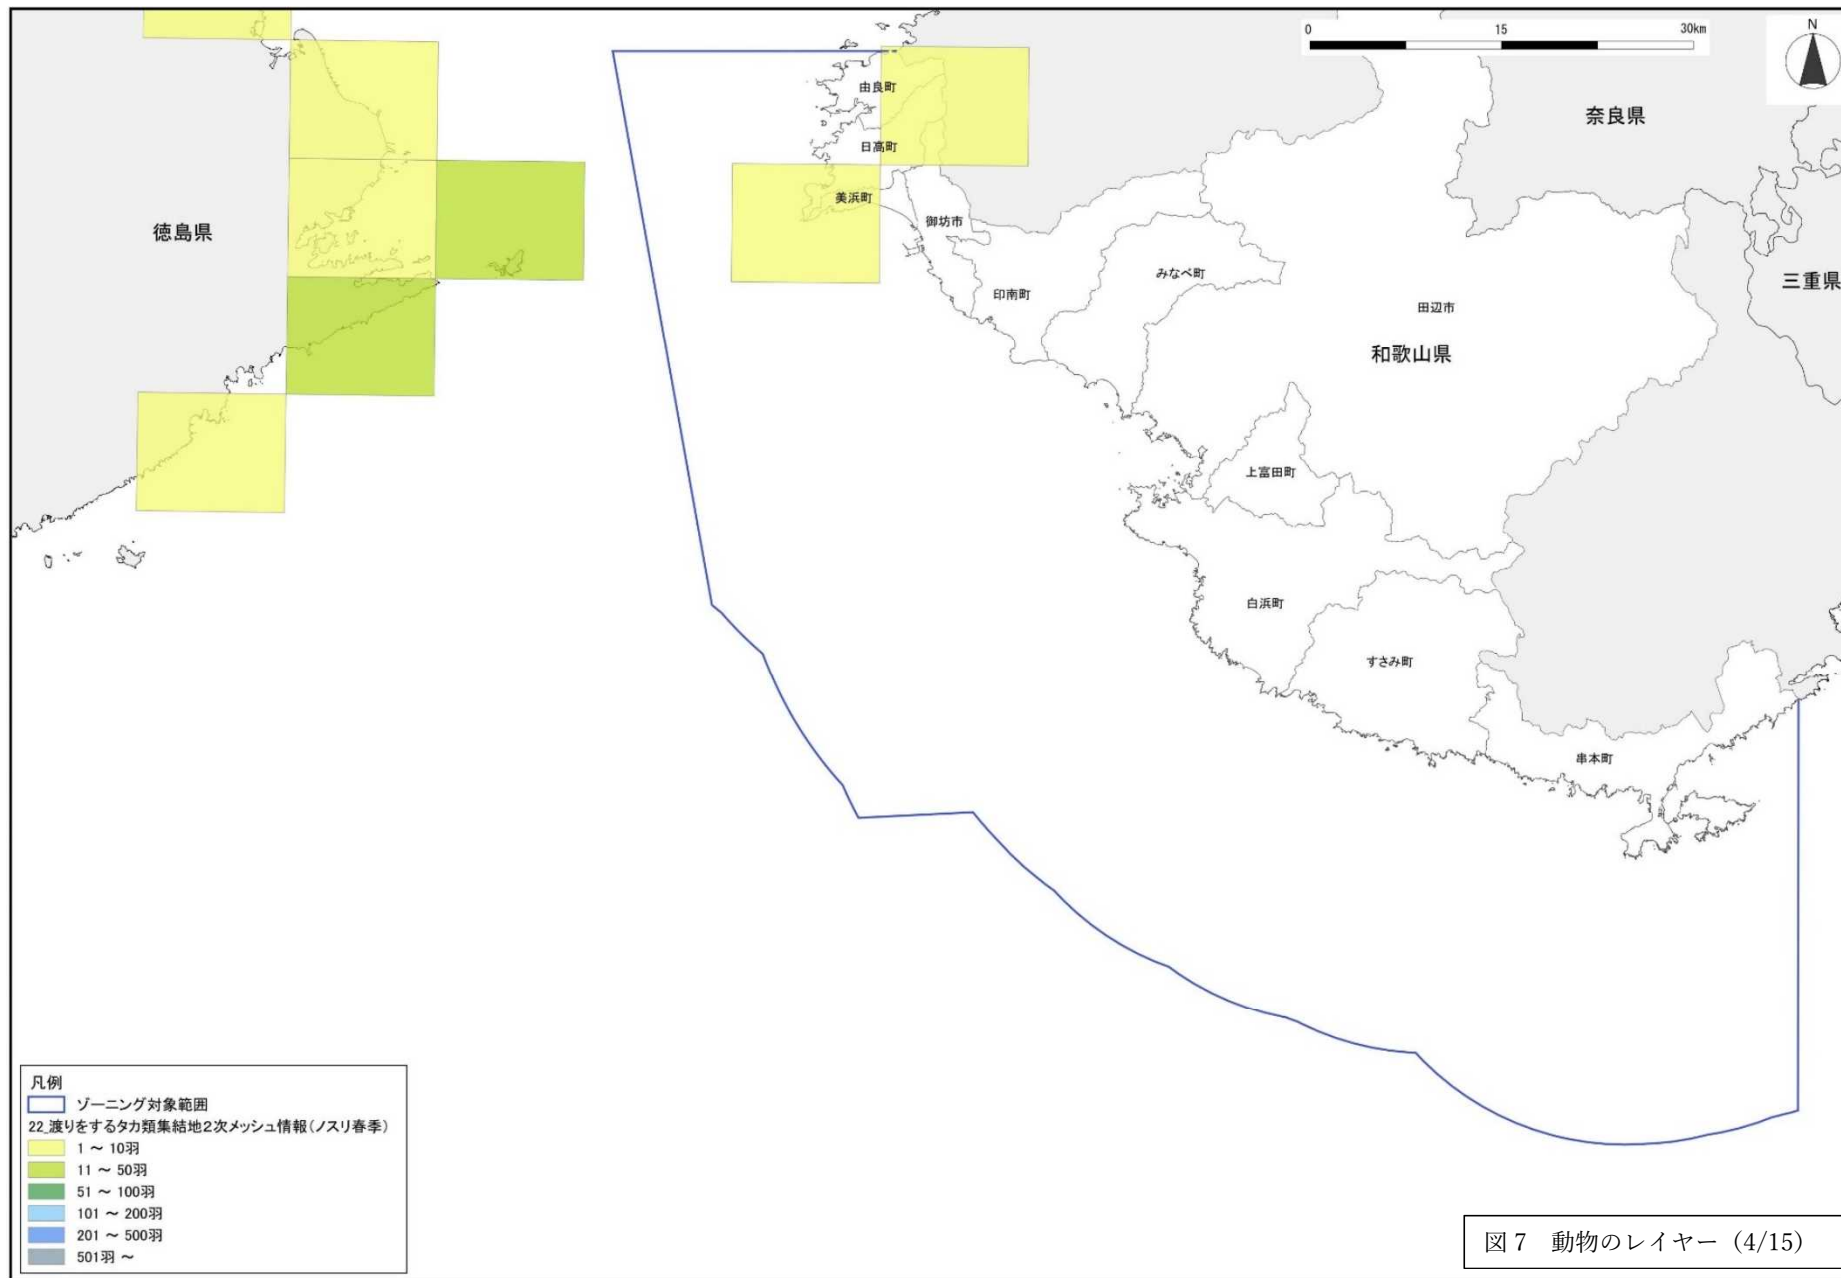 0 15 30km
N
由良町
奈良県
日高町
美浜町
御坊市
徳島県
みなべ町
三重県
印南町
田辺市
和歌山県
上富田町
白浜町
すさみ町
串本町
凡例
ゾーニング対象範囲
22_渡りをするタカ類集結地2次メッシュ情報(ノスリ春季)
1 ～ 10羽
11 ～ 50羽
51 ～ 100羽
101 ～ 200羽
201 ～ 500羽
501羽 ～
図 7　動物のレイヤー（4/15）